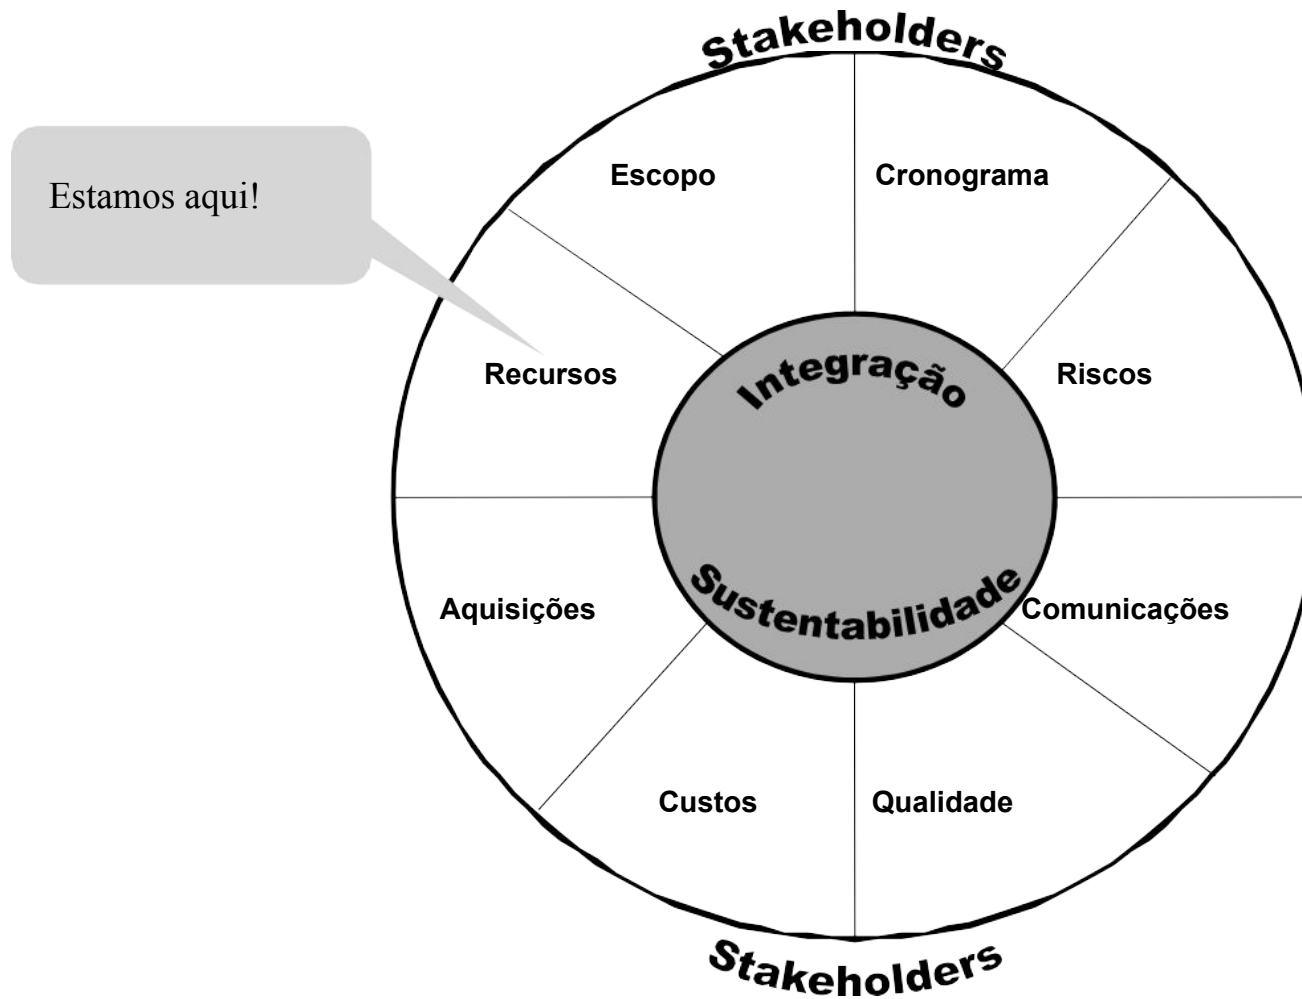 Stakeholders
Escopo
Cronograma
Estamos aqui!
Integração
Recursos
Riscos
Sustentabilidade
Aquisições
Comunicações
Custos
Qualidade
Stakeholders